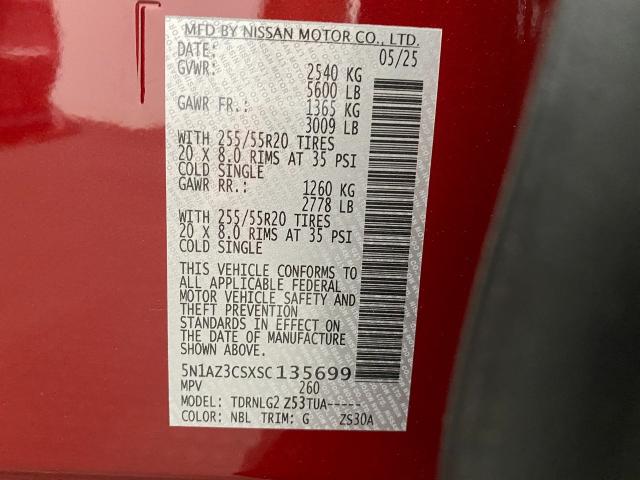 MFD BY NISSAN MOTOR CO., LTD.
DATE: 05/25
GVWR: 2540 KG
5600 LB
GAWR FR.: 1365 KG
3009 LB
WITH 255/55R20 TIRES
20 X 8.0 RIMS AT 35 PSI
COLD SINGLE
GAWR RR.: 1260 KG
2778 LB
WITH 255/55R20 TIRES
20 X 8.0 RIMS AT 35 PSI
COLD SINGLE
THIS VEHICLE CONFORMS TO
ALL APPLICABLE FEDERAL
MOTOR VEHICLE SAFETY AND
THEFT PREVENTION
STANDARDS IN EFFECT ON
THE DATE OF MANUFACTURE
SHOWN ABOVE.
5N1AZ3CSXSC135699
MPV 260
MODEL: TDRNLG2 Z53TUA-----
COLOR: NBL TRIM: G ZS30A